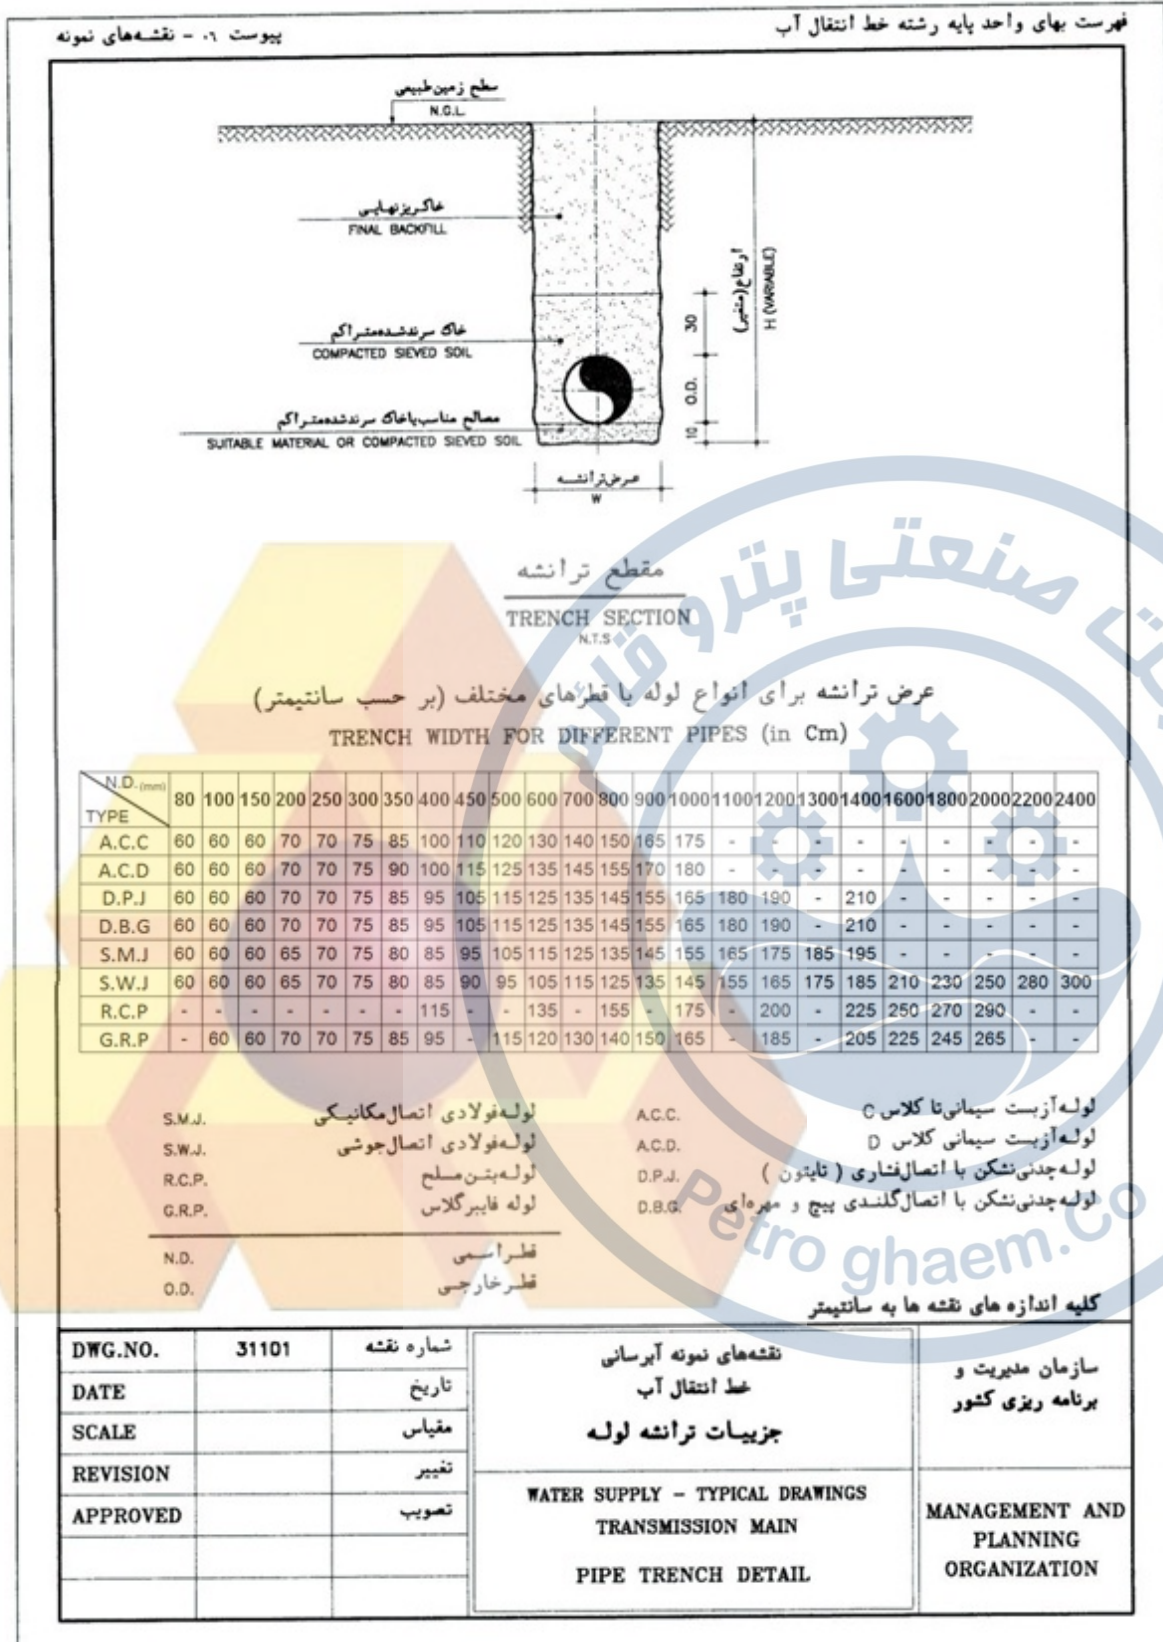 فهرست بهای واحد پایه رشته خط انتقال آب
پیوست ۰۶ - نقشه‌های نمونه
سطح زمین طبیعی
N.G.L.
خاکریز نهایی
FINAL BACKFILL
خاک سرند شده متراکم
COMPACTED SIEVED SOIL
مصالح مناسب یا خاک سرند شده متراکم
SUITABLE MATERIAL OR COMPACTED SIEVED SOIL
30
O.D.
10
ارتفاع (متغیر)
H (VARIABLE)
عرض ترانشه
W
مقطع ترانشه
TRENCH SECTION
N.T.S
عرض ترانشه برای انواع لوله با قطرهای مختلف (بر حسب سانتیمتر)
TRENCH WIDTH FOR DIFFERENT PIPES (in Cm)
N.D. (mm) TYPE 80 100 150 200 250 300 350 400 450 500 600 700 800 900 1000 1100 1200 1300 1400 1600 1800 2000 2200 2400
A.C.C 60 60 60 70 70 75 85 100 110 120 130 140 150 165 175 - - - - - - - - -
A.C.D 60 60 60 70 70 75 90 100 115 125 135 145 155 170 180 - - - - - - - - -
D.P.J 60 60 60 70 70 75 85 95 105 115 125 135 145 155 165 180 190 - 210 - - - - -
D.B.G 60 60 60 70 70 75 85 95 105 115 125 135 145 155 165 180 190 - 210 - - - - -
S.M.J 60 60 60 65 70 75 80 85 95 105 115 125 135 145 155 165 175 185 195 - - - - -
S.W.J 60 60 60 65 70 75 80 85 90 95 105 115 125 135 145 155 165 175 185 210 230 250 280 300
R.C.P - - - - - - - 115 - - 135 - 155 - 175 - 200 - 225 250 270 290 - -
G.R.P - 60 60 70 70 75 85 95 - 115 120 130 140 150 165 - 185 - 205 225 245 265 - -
لوله آزبست سیمانی تا کلاس C A.C.C.
لوله آزبست سیمانی کلاس D A.C.D.
لوله چدنی نشکن با اتصال فشاری ( تایتون ) D.P.J.
لوله چدنی نشکن با اتصال گلندی پیچ و مهره‌ای D.B.G.
لوله فولادی اتصال مکانیکی S.M.J.
لوله فولادی اتصال جوشی S.W.J.
لوله بتن مسلح R.C.P.
لوله فایبرگلاس G.R.P.
قطر اسمی N.D.
قطر خارجی O.D.
کلیه اندازه های نقشه ها به سانتیمتر
DWG.NO. 31101 شماره نقشه
DATE تاریخ
SCALE مقیاس
REVISION تغییر
APPROVED تصویب
نقشه‌های نمونه آبرسانی
خط انتقال آب
جزییات ترانشه لوله
WATER SUPPLY - TYPICAL DRAWINGS
TRANSMISSION MAIN
PIPE TRENCH DETAIL
سازمان مدیریت و
برنامه ریزی کشور
MANAGEMENT AND
PLANNING
ORGANIZATION
صنعتی پترو قائم
Petro ghaem.Co